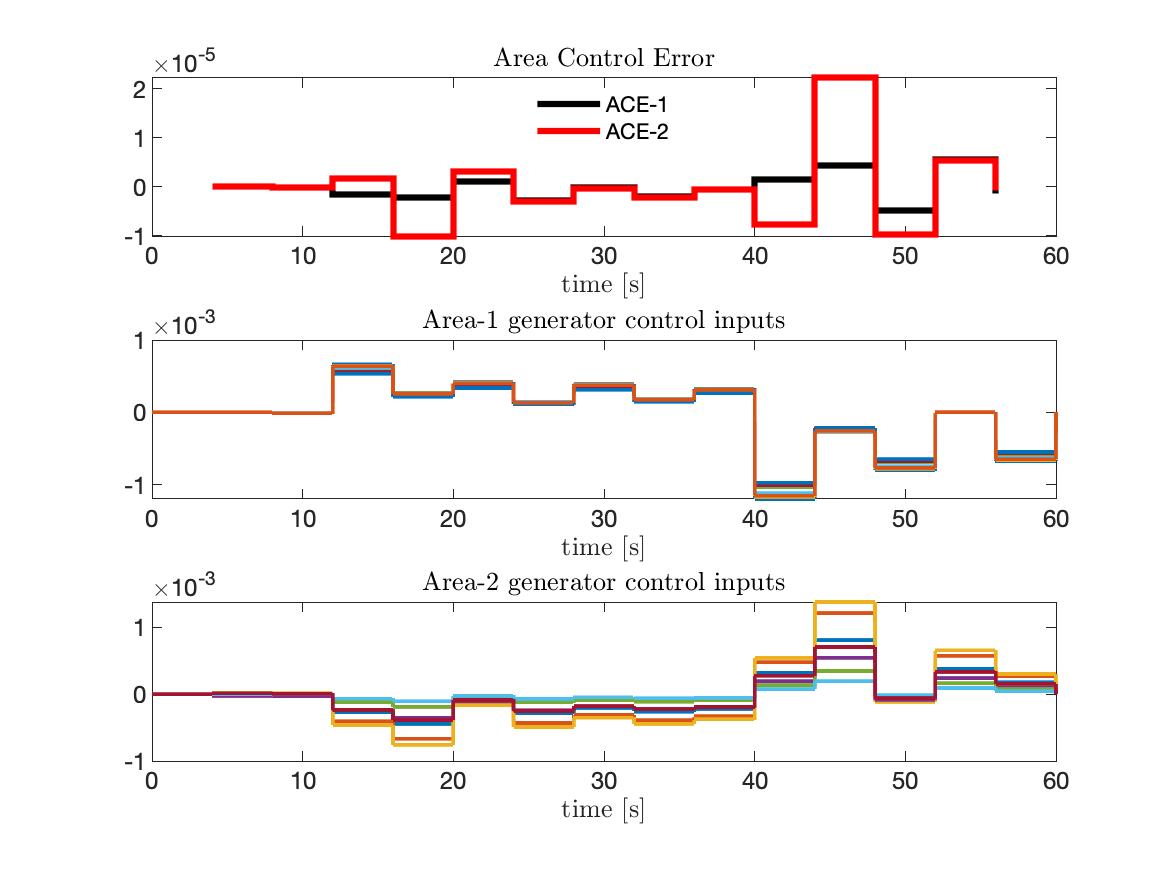 ×10-5
Area Control Error
2
1
0
-1
ACE-1
ACE-2
0 10 20 30 40 50 60
time [s]
×10-3
Area-1 generator control inputs
1
0
-1
0 10 20 30 40 50 60
time [s]
×10-3
Area-2 generator control inputs
1
0
-1
0 10 20 30 40 50 60
time [s]